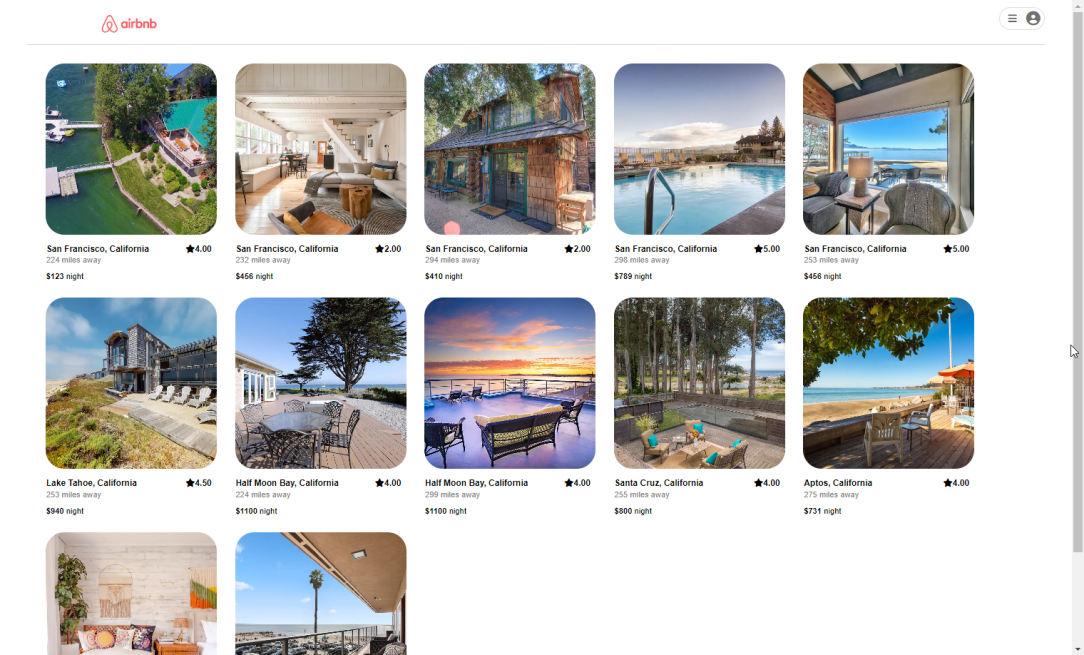 airbnb
San Francisco, California ★4.00
224 miles away
$123 night
San Francisco, California ★2.00
232 miles away
$456 night
San Francisco, California ★2.00
294 miles away
$410 night
San Francisco, California ★5.00
298 miles away
$789 night
San Francisco, California ★5.00
253 miles away
$456 night
Lake Tahoe, California ★4.50
253 miles away
$940 night
Half Moon Bay, California ★4.00
224 miles away
$1100 night
Half Moon Bay, California ★4.00
299 miles away
$1100 night
Santa Cruz, California ★4.00
255 miles away
$800 night
Aptos, California ★4.00
275 miles away
$731 night